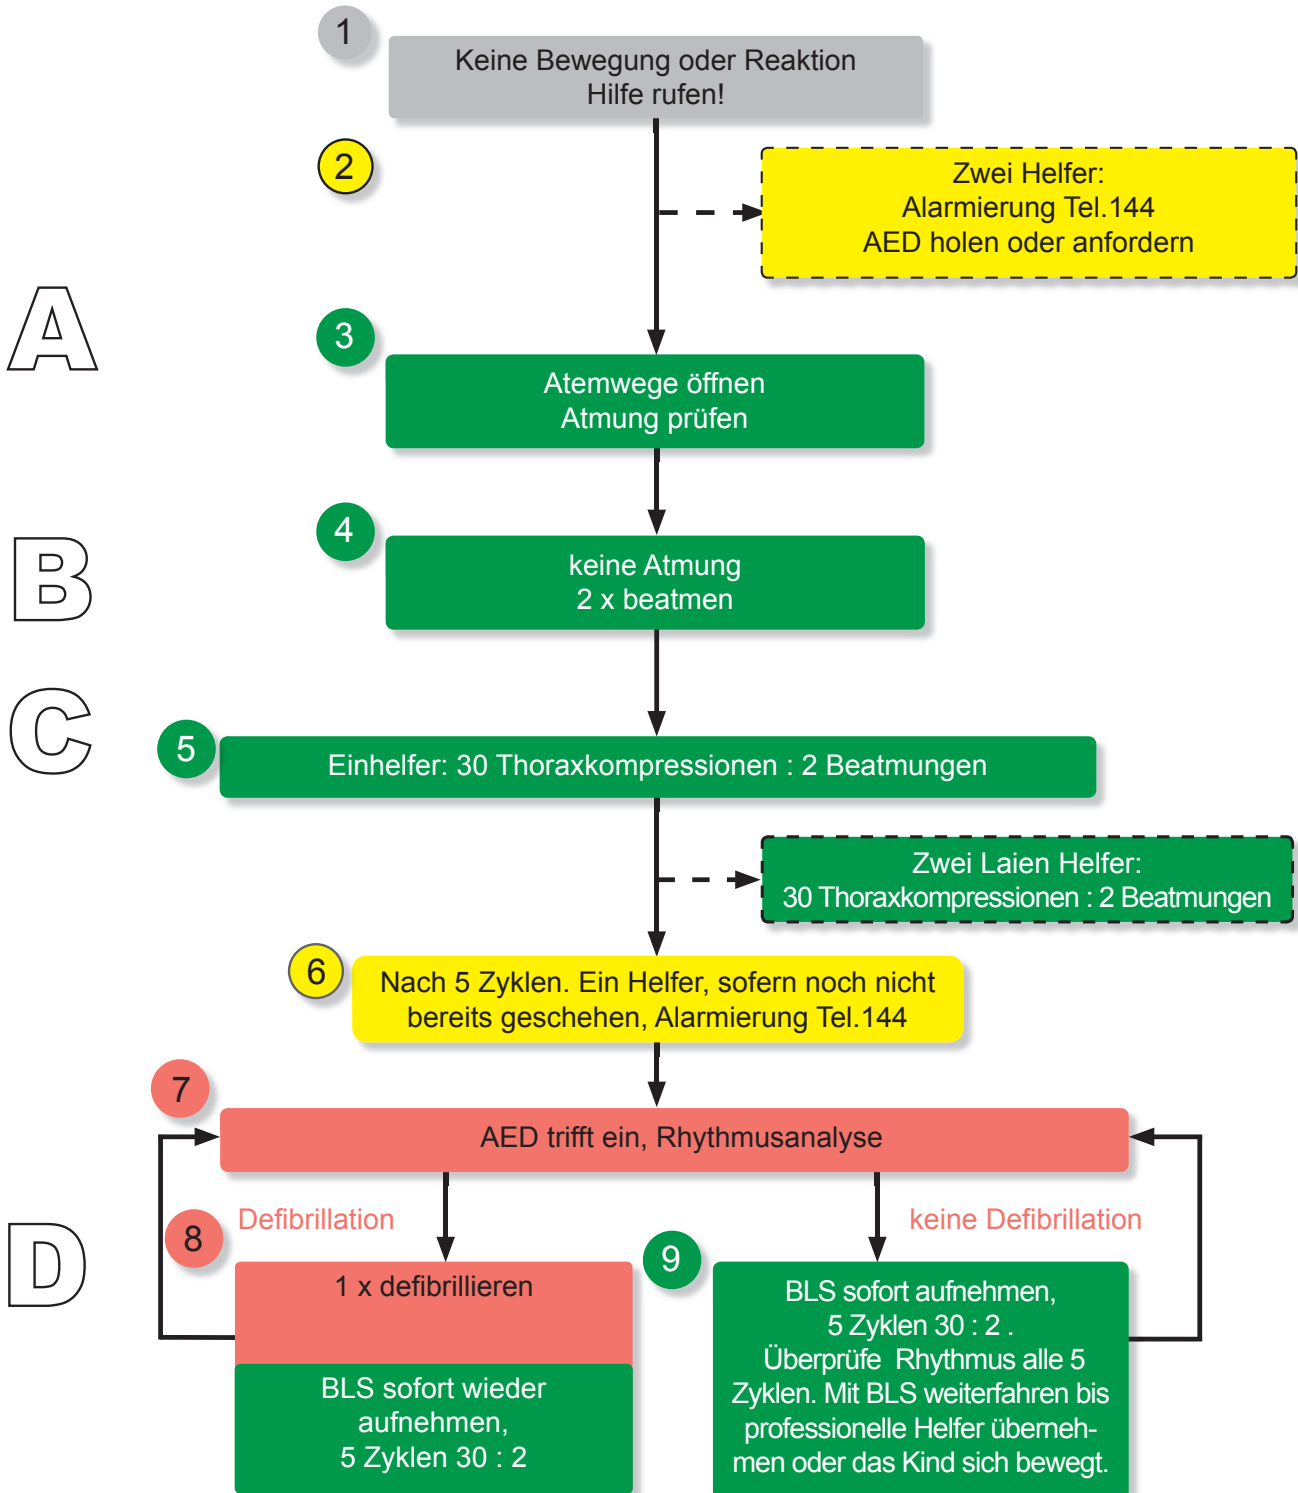 1
Keine Bewegung oder Reaktion
Hilfe rufen!
2
Zwei Helfer:
Alarmierung Tel.144
AED holen oder anfordern
A
3
Atemwege öffnen
Atmung prüfen
B
4
keine Atmung
2 x beatmen
C
5
Einhelfer: 30 Thoraxkompressionen : 2 Beatmungen
Zwei Laien Helfer:
30 Thoraxkompressionen : 2 Beatmungen
6
Nach 5 Zyklen. Ein Helfer, sofern noch nicht
bereits geschehen, Alarmierung Tel.144
7
AED trifft ein, Rhythmusanalyse
D
8
Defibrillation
1 x defibrillieren
BLS sofort wieder
aufnehmen,
5 Zyklen 30 : 2
keine Defibrillation
9
BLS sofort aufnehmen,
5 Zyklen 30 : 2 .
Überprüfe Rhythmus alle 5
Zyklen. Mit BLS weiterfahren bis
professionelle Helfer überneh-
men oder das Kind sich bewegt.